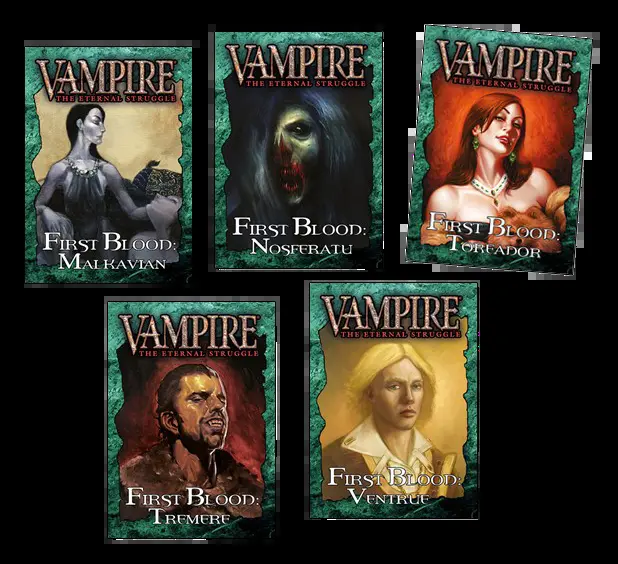 VAMPIRE
THE ETERNAL STRUGGLE
FIRST BLOOD:
MALKAVIAN
VAMPIRE
THE ETERNAL STRUGGLE
FIRST BLOOD:
NOSFERATU
VAMPIRE
THE ETERNAL STRUGGLE
FIRST BLOOD:
TOREADOR
VAMPIRE
THE ETERNAL STRUGGLE
FIRST BLOOD:
TREMERE
VAMPIRE
THE ETERNAL STRUGGLE
FIRST BLOOD:
VENTRUE